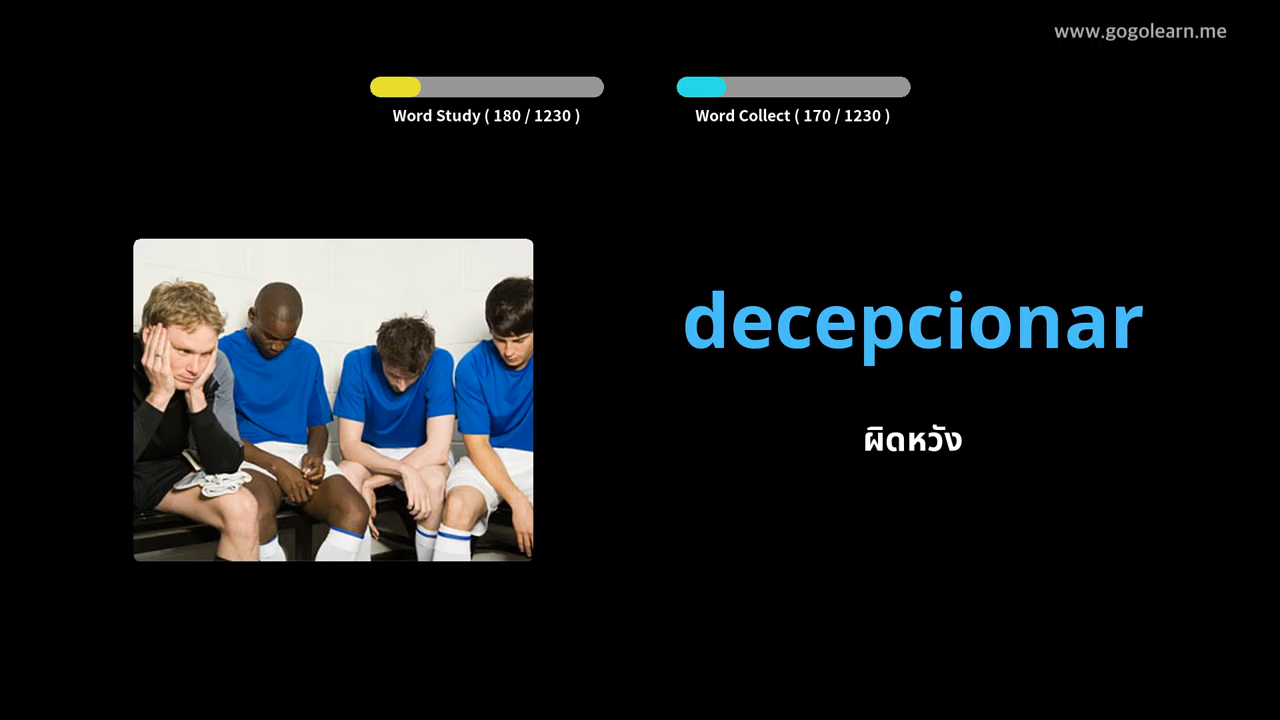 www.gogolearn.me
Word Study ( 180 / 1230 )
Word Collect ( 170 / 1230 )
decepcionar
ผิดหวัง